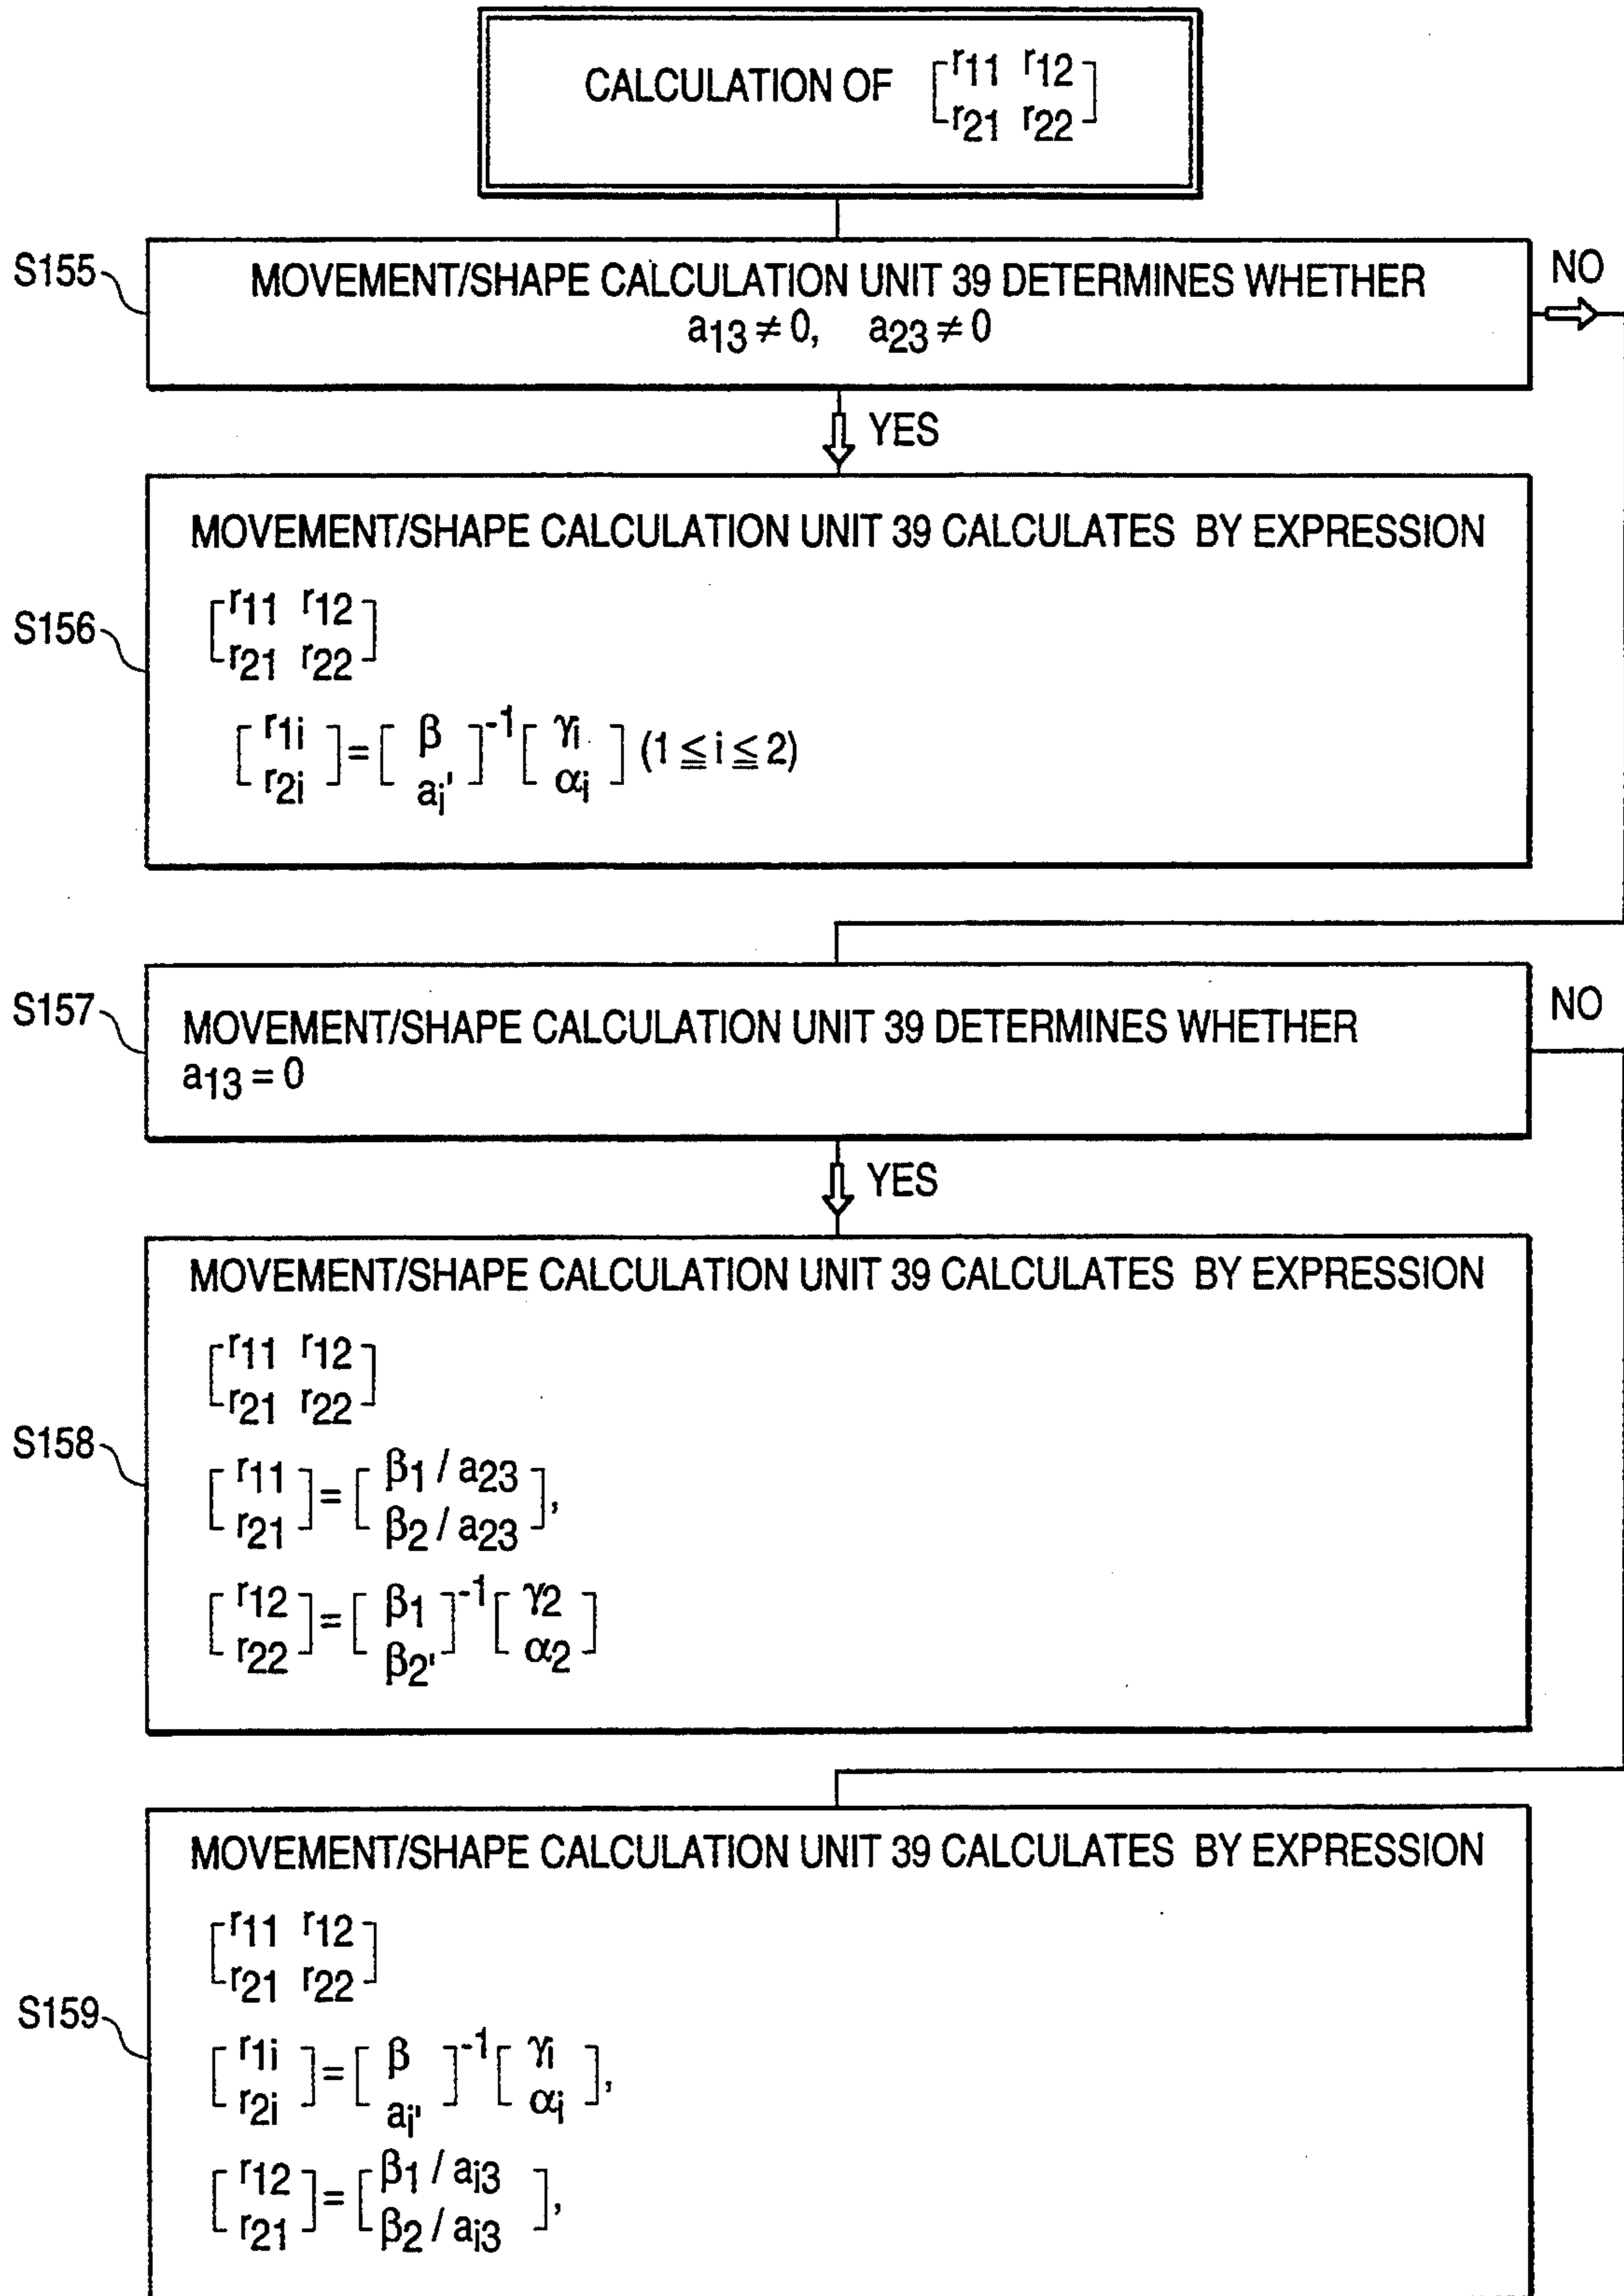 CALCULATION OF [r11 r12
r21 r22]
S155
MOVEMENT/SHAPE CALCULATION UNIT 39 DETERMINES WHETHER
a13 ≠ 0, a23 ≠ 0
NO
YES
S156
MOVEMENT/SHAPE CALCULATION UNIT 39 CALCULATES BY EXPRESSION
[r11 r12
r21 r22]
[r1i
r2i] = [β
ai']-1 [γi
αi] (1 ≦ i ≦ 2)
S157
MOVEMENT/SHAPE CALCULATION UNIT 39 DETERMINES WHETHER
a13 = 0
NO
YES
S158
MOVEMENT/SHAPE CALCULATION UNIT 39 CALCULATES BY EXPRESSION
[r11 r12
r21 r22]
[r11
r21] = [β1 / a23
β2 / a23],
[r12
r22] = [β1
β2']-1 [γ2
α2]
S159
MOVEMENT/SHAPE CALCULATION UNIT 39 CALCULATES BY EXPRESSION
[r11 r12
r21 r22]
[r1i
r2i] = [β
ai']-1 [γi
αi],
[r12
r21] = [β1 / ai3
β2 / ai3],